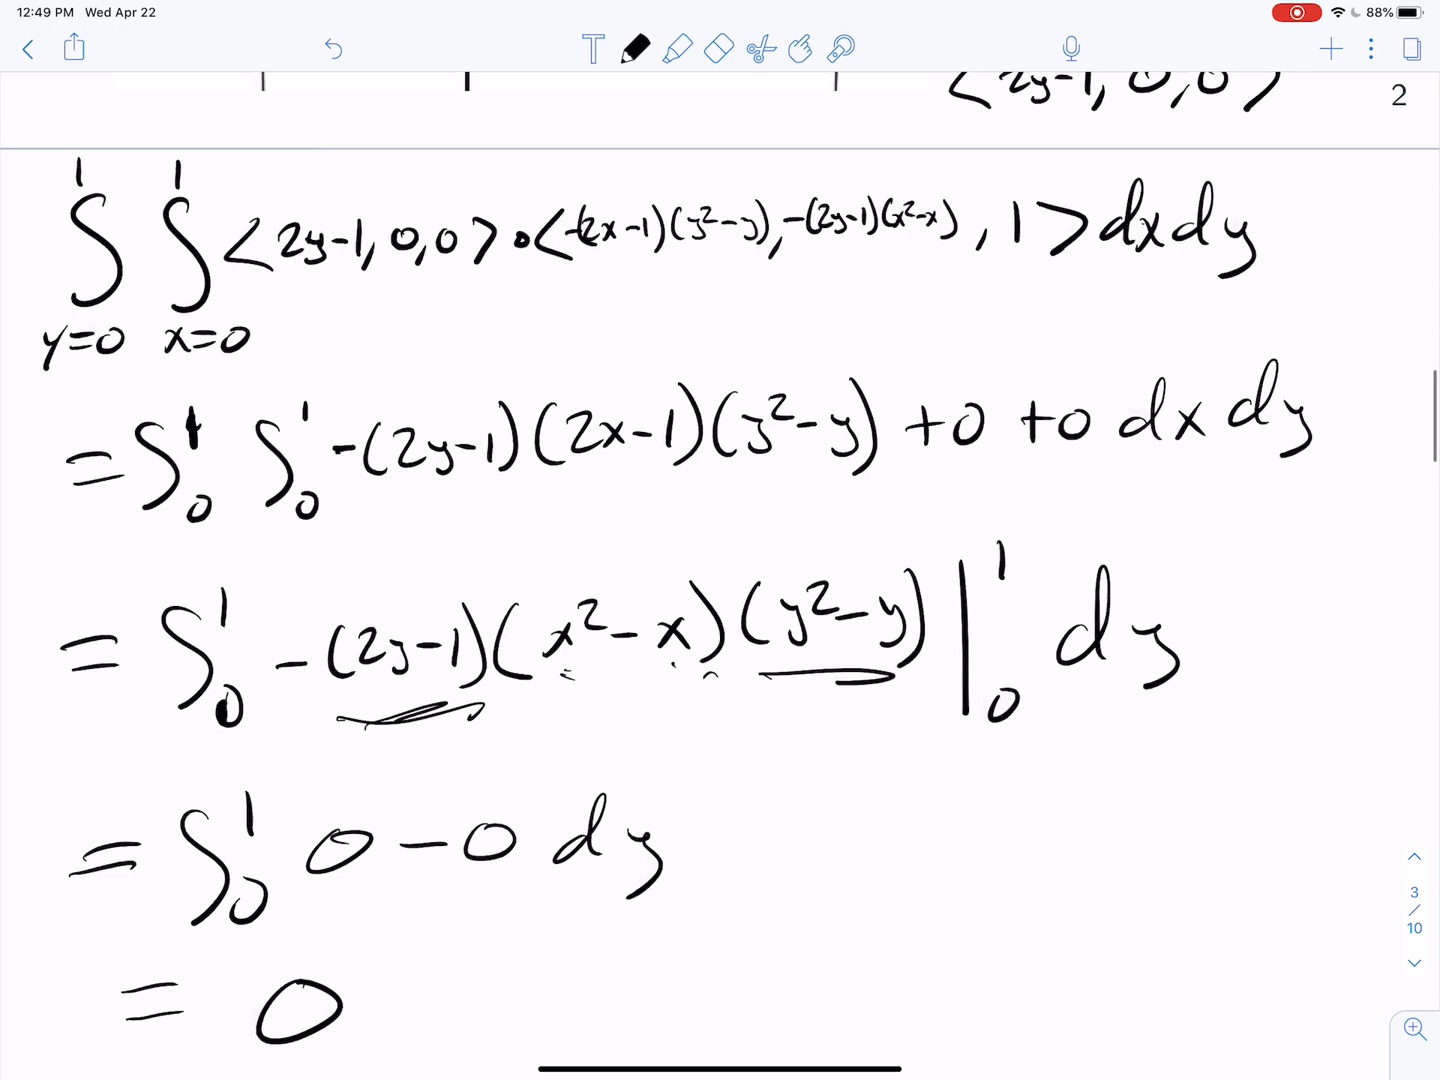 12:49 PM Wed Apr 22
88%
<2y-1, 0,0>
2
∫_{y=0}^{1} ∫_{x=0}^{1} <2y-1, 0,0> • <-(2x-1)(y²-y), -(2y-1)(x²-x), 1> dx dy
= ∫_0^1 ∫_0^1 -(2y-1)(2x-1)(y²-y) +0 +0 dx dy
= ∫_0^1 -(2y-1)(x²-x)(y²-y) |_0^1 dy
= ∫_0^1 0-0 dy
= 0
3
/
10